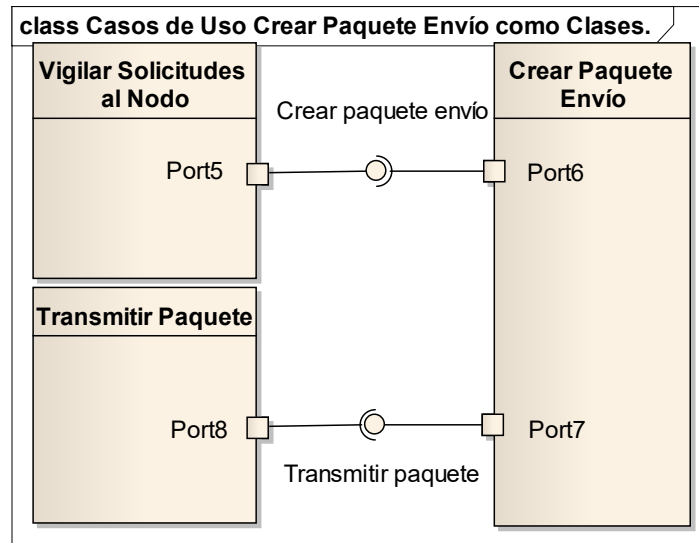 class Casos de Uso Crear Paquete Envío como Clases.
Vigilar Solicitudes
al Nodo
Port5
Crear paquete envío
Crear Paquete
Envío
Port6
Transmitir Paquete
Port8
Transmitir paquete
Port7